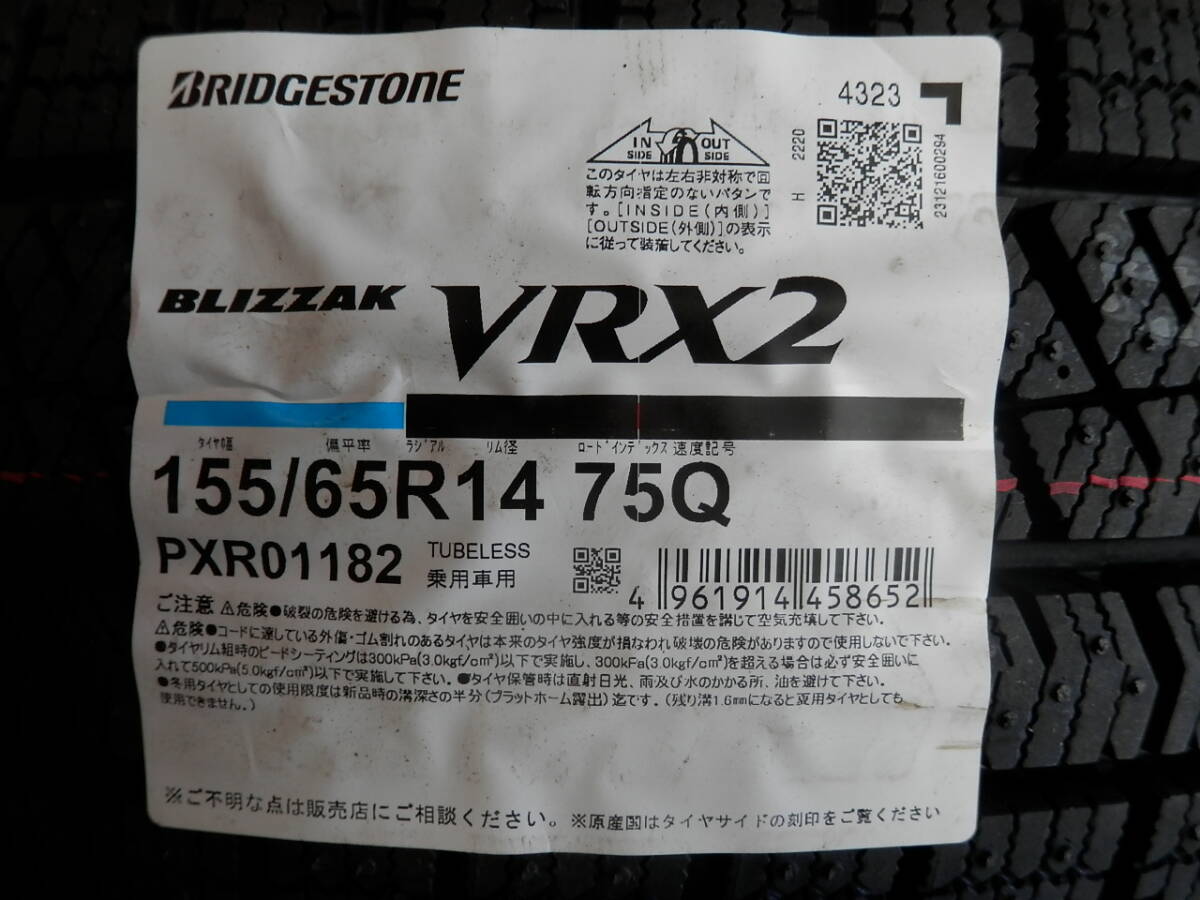 BRIDGESTONE
4323
IN SIDE OUT SIDE
H 2220
23121600294
このタイヤは左右非対称で回
転方向指定のないパタンで
す。[INSIDE(内側)]
[OUTSIDE(外側)]の表示
に従って装着してください。
BLIZZAK VRX2
タイヤの幅 偏平率 ラジアル リム径 ロードインデックス 速度記号
155/65R14 75Q
PXR01182 TUBELESS
乗用車用
4 961914 458652
ご注意 ⚠危険●破裂の危険を避ける為、タイヤを安全囲いの中に入れる等の安全措置を講じて空気充填して下さい。
⚠危険●コードに達している外傷・ゴム割れのあるタイヤは本来のタイヤ強度が損なわれ破壊の危険がありますので使用しないで下さい。
●タイヤリム組時のビードシーティングは300kPa(3.0kgf/c㎡)以下で実施し、300kPa(3.0kgf/c㎡)を超える場合は必ず安全囲いに
入れて500kPa(5.0kgf/c㎡)以下で実施して下さい。●タイヤ保管時は直射日光、雨及び水のかかる所、油を避けて下さい。
●冬用タイヤとしての使用限度は新品時の溝深さの半分(プラットホーム露出)迄です。(残り溝1.6mmになると夏用タイヤとしても
使用できません。)
※ご不明な点は販売店にご相談ください。※原産国はタイヤサイドの刻印をご覧ください